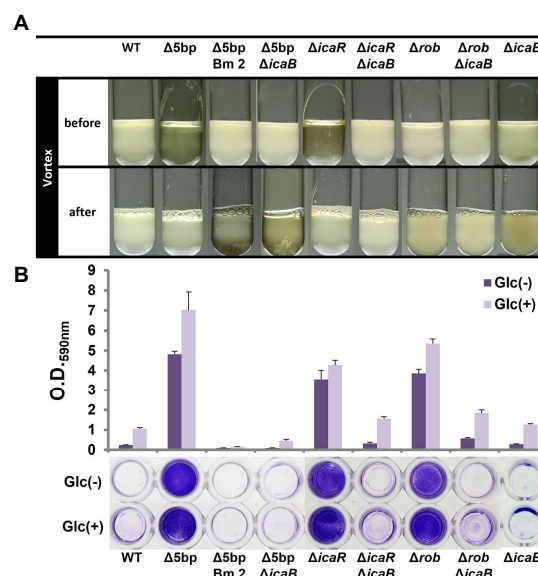 A
WT Δ5bp Δ5bp Bm 2 Δ5bp ΔicaB ΔicaR ΔicaR ΔicaB Δrob Δrob ΔicaB ΔicaB
Vortex
before
after
B
9
8
7
6
5
4
3
2
1
0
O.D.590nm
Glc(-)
Glc(+)
Glc(-)
Glc(+)
WT Δ5bp Δ5bp Bm 2 Δ5bp ΔicaB ΔicaR ΔicaR ΔicaB Δrob Δrob ΔicaB ΔicaB